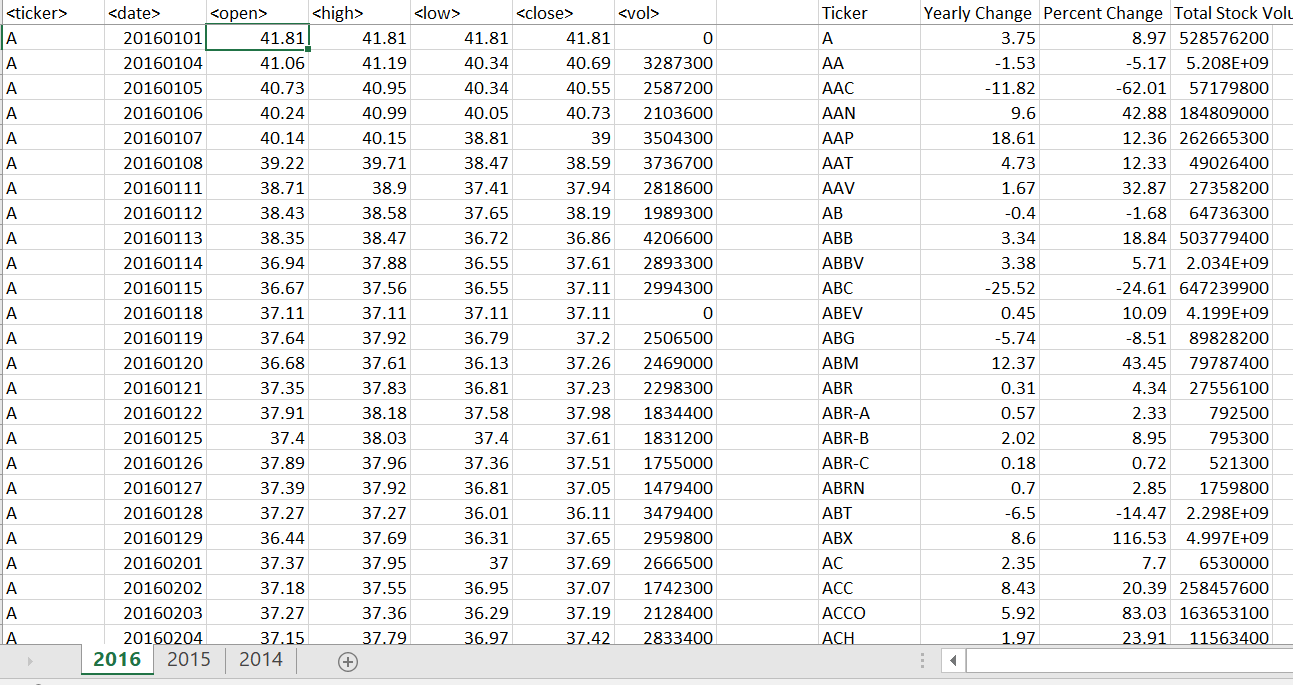 <ticker> <date> <open> <high> <low> <close> <vol> Ticker Yearly Change Percent Change Total Stock Volu
A 20160101 41.81 41.81 41.81 41.81 0 A 3.75 8.97 528576200
A 20160104 41.06 41.19 40.34 40.69 3287300 AA -1.53 -5.17 5.208E+09
A 20160105 40.73 40.95 40.34 40.55 2587200 AAC -11.82 -62.01 57179800
A 20160106 40.24 40.99 40.05 40.73 2103600 AAN 9.6 42.88 184809000
A 20160107 40.14 40.15 38.81 39 3504300 AAP 18.61 12.36 262665300
A 20160108 39.22 39.71 38.47 38.59 3736700 AAT 4.73 12.33 49026400
A 20160111 38.71 38.9 37.41 37.94 2818600 AAV 1.67 32.87 27358200
A 20160112 38.43 38.58 37.65 38.19 1989300 AB -0.4 -1.68 64736300
A 20160113 38.35 38.47 36.72 36.86 4206600 ABB 3.34 18.84 503779400
A 20160114 36.94 37.88 36.55 37.61 2893300 ABBV 3.38 5.71 2.034E+09
A 20160115 36.67 37.56 36.55 37.11 2994300 ABC -25.52 -24.61 647239900
A 20160118 37.11 37.11 37.11 37.11 0 ABEV 0.45 10.09 4.199E+09
A 20160119 37.64 37.92 36.79 37.2 2506500 ABG -5.74 -8.51 89828200
A 20160120 36.68 37.61 36.13 37.26 2469000 ABM 12.37 43.45 79787400
A 20160121 37.35 37.83 36.81 37.23 2298300 ABR 0.31 4.34 27556100
A 20160122 37.91 38.18 37.58 37.98 1834400 ABR-A 0.57 2.33 792500
A 20160125 37.4 38.03 37.4 37.61 1831200 ABR-B 2.02 8.95 795300
A 20160126 37.89 37.96 37.36 37.51 1755000 ABR-C 0.18 0.72 521300
A 20160127 37.39 37.92 36.81 37.05 1479400 ABRN 0.7 2.85 1759800
A 20160128 37.27 37.27 36.01 36.11 3479400 ABT -6.5 -14.47 2.298E+09
A 20160129 36.44 37.69 36.31 37.65 2959800 ABX 8.6 116.53 4.997E+09
A 20160201 37.37 37.95 37 37.69 2666500 AC 2.35 7.7 6530000
A 20160202 37.18 37.55 36.95 37.07 1742300 ACC 8.43 20.39 258457600
A 20160203 37.27 37.36 36.29 37.19 2128400 ACCO 5.92 83.03 163653100
A 20160204 37.15 37.79 36.97 37.42 2833400 ACH 1.97 23.91 11563400
2016 2015 2014